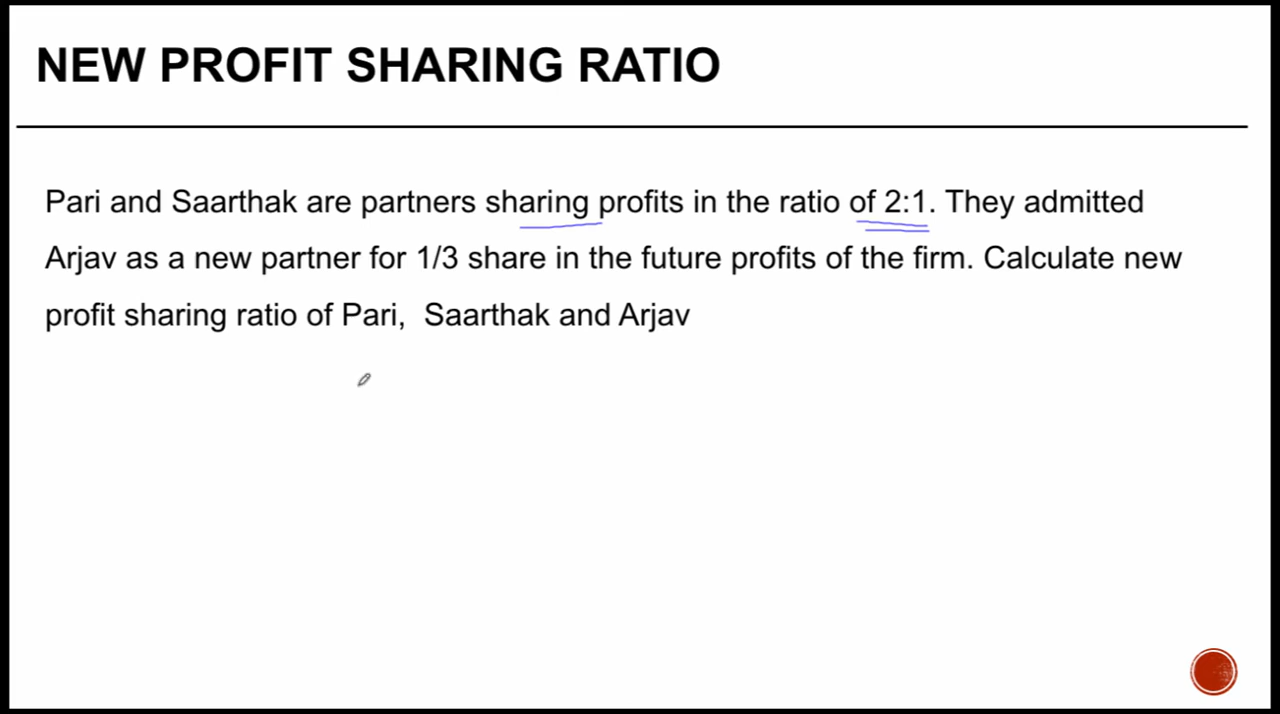 NEW PROFIT SHARING RATIO
Pari and Saarthak are partners sharing profits in the ratio of 2:1. They admitted
Arjav as a new partner for 1/3 share in the future profits of the firm. Calculate new
profit sharing ratio of Pari,  Saarthak and Arjav